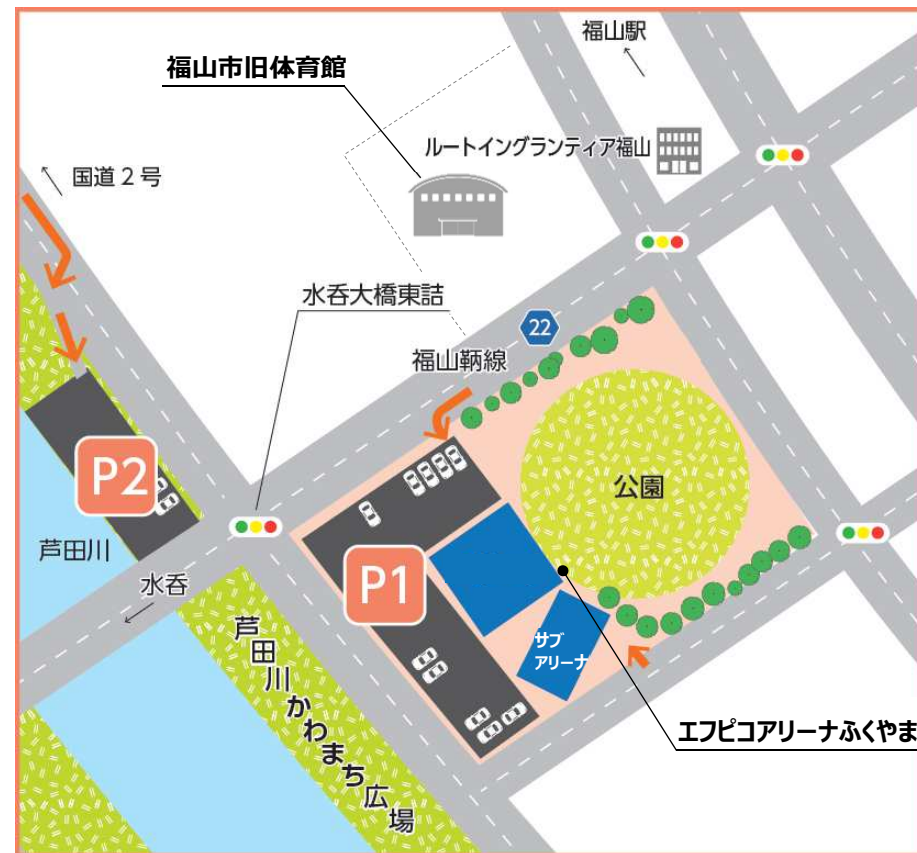 福山駅
福山市旧体育館
ルートイングランティア福山
国道2号
水呑大橋東詰
22
福山鞆線
P2
公園
芦田川
P1
水呑
サブ
アリーナ
芦田川かわまち広場
エフピコアリーナふくやま